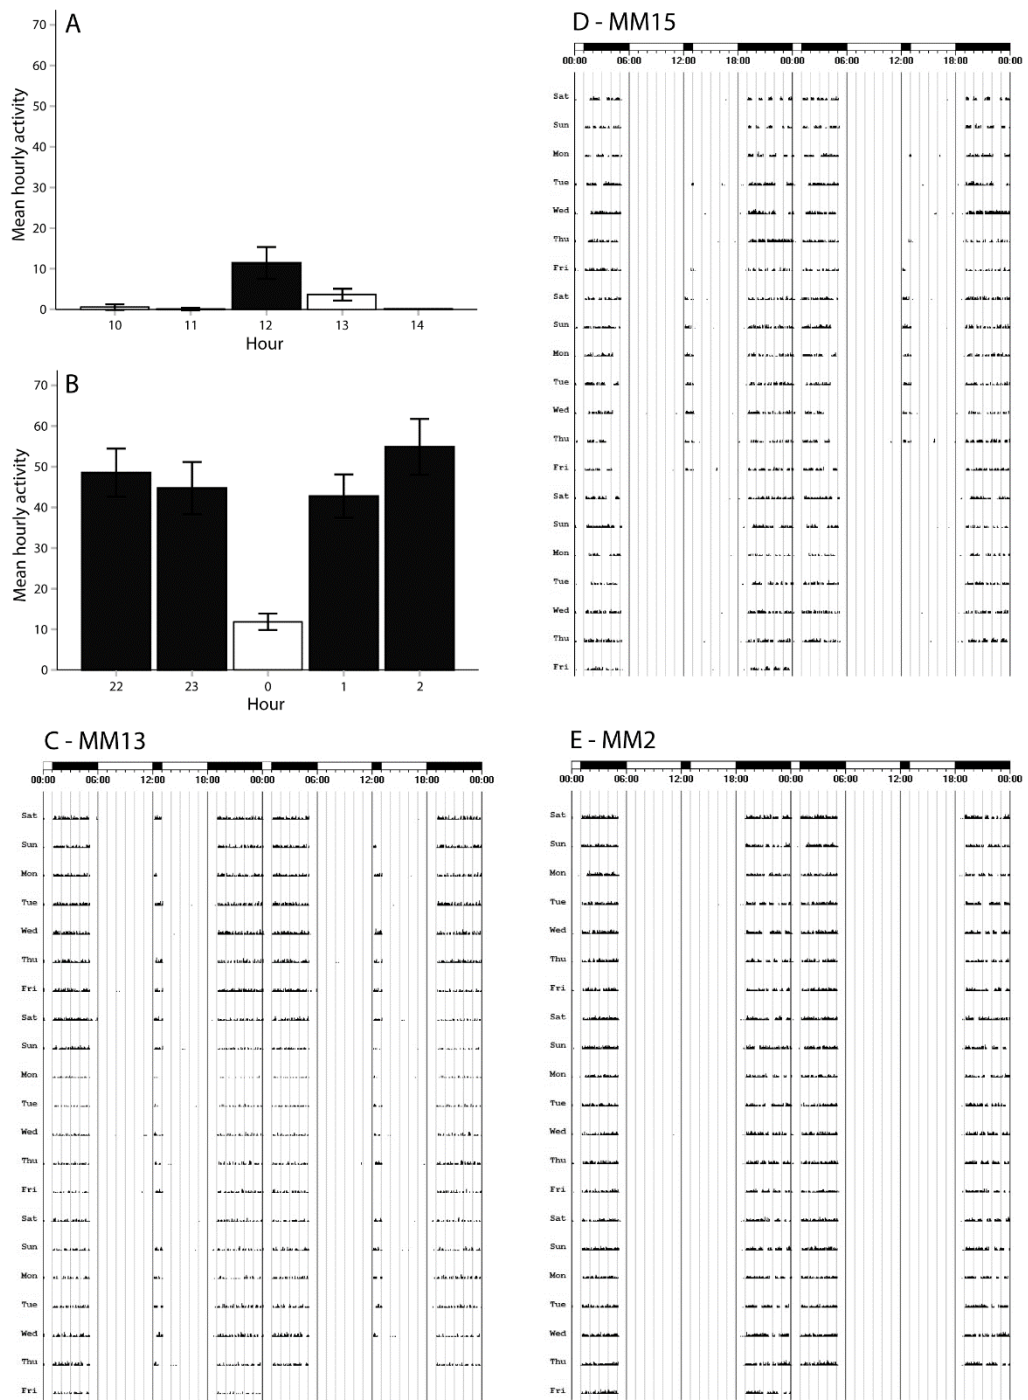 A
70
60
50
40
30
20
10
0
Mean hourly activity
10 11 12 13 14
Hour
B
70
60
50
40
30
20
10
0
Mean hourly activity
22 23 0 1 2
Hour
C - MM13
00:00 06:00 12:00 18:00 00:00 06:00 12:00 18:00 00:00
Sat
Sun
Mon
Tue
Wed
Thu
Fri
Sat
Sun
Mon
Tue
Wed
Thu
Fri
Sat
Sun
Mon
Tue
Wed
Thu
Fri
D - MM15
00:00 06:00 12:00 18:00 00:00 06:00 12:00 18:00 00:00
Sat
Sun
Mon
Tue
Wed
Thu
Fri
Sat
Sun
Mon
Tue
Wed
Thu
Fri
Sat
Sun
Mon
Tue
Wed
Thu
Fri
E - MM2
00:00 06:00 12:00 18:00 00:00 06:00 12:00 18:00 00:00
Sat
Sun
Mon
Tue
Wed
Thu
Fri
Sat
Sun
Mon
Tue
Wed
Thu
Fri
Sat
Sun
Mon
Tue
Wed
Thu
Fri